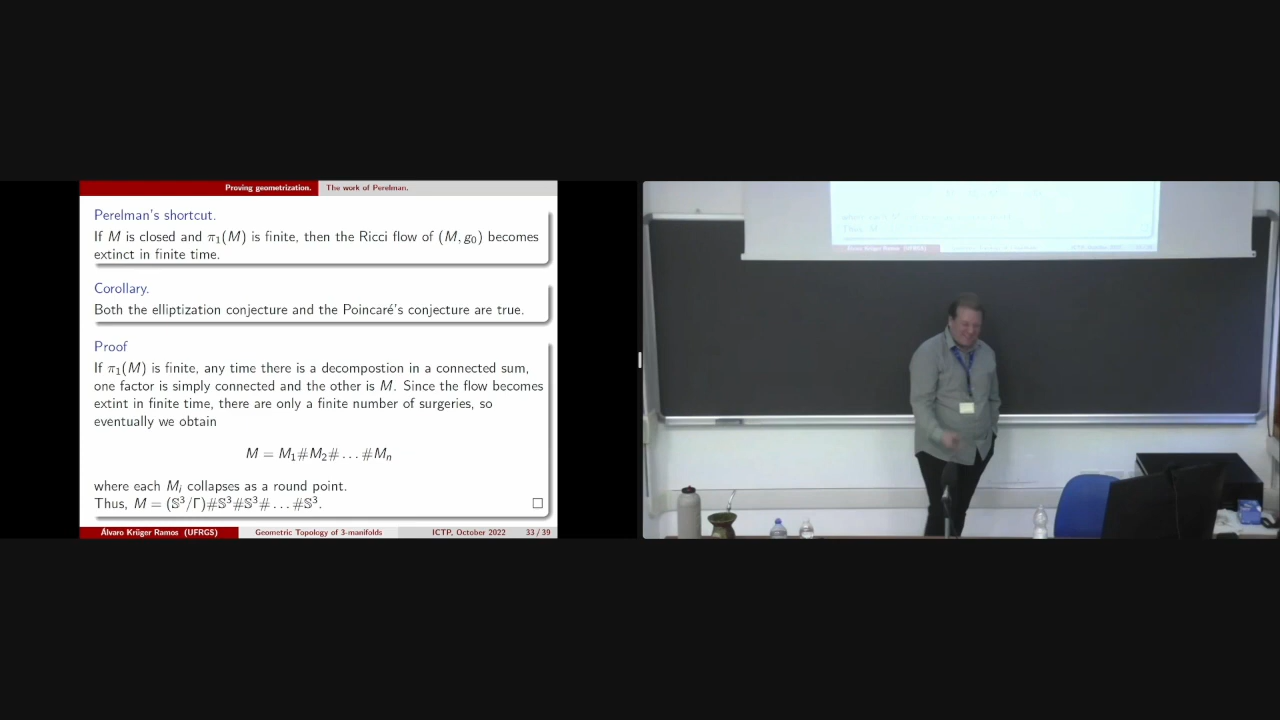 Proving geometrization. The work of Perelman.
Perelman's shortcut.
If M is closed and π₁(M) is finite, then the Ricci flow of (M, g₀) becomes
extinct in finite time.
Corollary.
Both the elliptization conjecture and the Poincaré's conjecture are true.
Proof
If π₁(M) is finite, any time there is a decompostion in a connected sum,
one factor is simply connected and the other is M. Since the flow becomes
extint in finite time, there are only a finite number of surgeries, so
eventually we obtain
M = M₁#M₂# . . . #Mₙ
where each Mᵢ collapses as a round point.
Thus, M = (𝕊³/Γ)#𝕊³#𝕊³# . . . #𝕊³. □
Álvaro Krüger Ramos (UFRGS) Geometric Topology of 3-manifolds ICTP, October 2022 33 / 39
Álvaro Krüger Ramos (UFRGS)